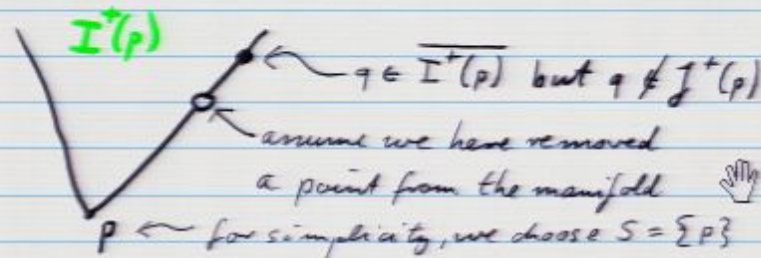 I⁺(p)
q ∈ I⁺(p)̅ but q ∉ J⁺(p)
assume we have removed
a point from the manifold
p ← for simplicity, we choose S = {p}